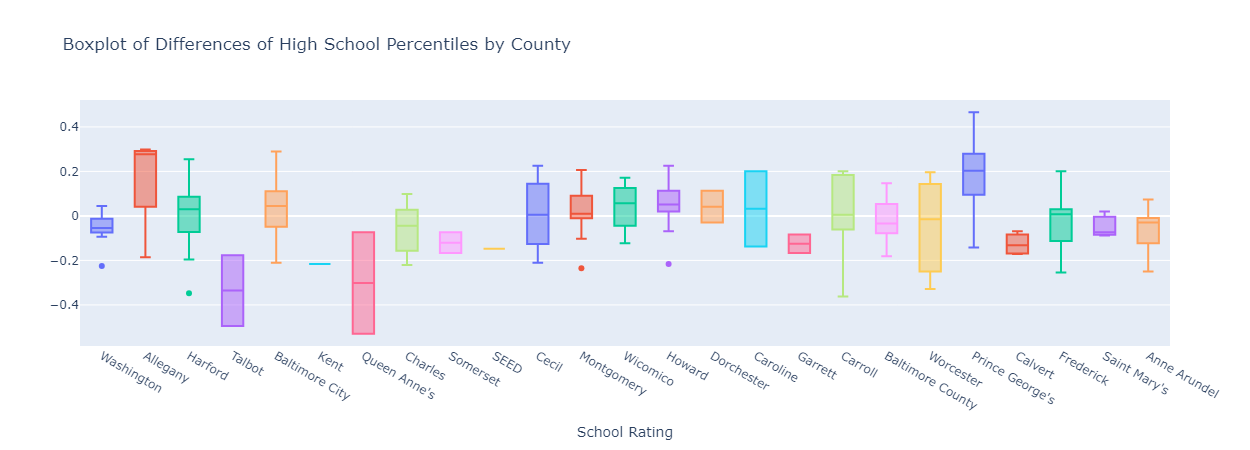 Boxplot of Differences of High School Percentiles by County
0.4
0.2
0
−0.2
−0.4
Washington
Allegany
Harford
Talbot
Baltimore City
Kent
Queen Anne's
Charles
Somerset
SEED
Cecil
Montgomery
Wicomico
Howard
Dorchester
Caroline
Garrett
Carroll
Baltimore County
Worcester
Prince George's
Calvert
Frederick
Saint Mary's
Anne Arundel
School Rating